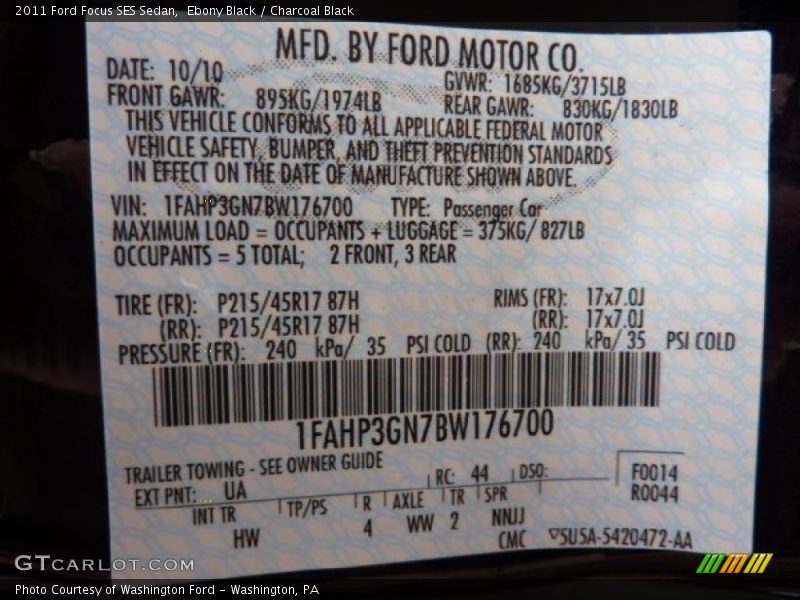 2011 Ford Focus SES Sedan, Ebony Black / Charcoal Black
MFD. BY FORD MOTOR CO.
DATE: 10/10 GVWR: 1685KG/3715LB
FRONT GAWR: 895KG/1974LB REAR GAWR: 830KG/1830LB
THIS VEHICLE CONFORMS TO ALL APPLICABLE FEDERAL MOTOR
VEHICLE SAFETY, BUMPER, AND THEFT PREVENTION STANDARDS
IN EFFECT ON THE DATE OF MANUFACTURE SHOWN ABOVE.
VIN: 1FAHP3GN7BW176700 TYPE: Passenger Car
MAXIMUM LOAD = OCCUPANTS + LUGGAGE = 375KG/ 827LB
OCCUPANTS = 5 TOTAL; 2 FRONT, 3 REAR
TIRE (FR): P215/45R17 87H RIMS (FR): 17x7.0J
(RR): P215/45R17 87H (RR): 17x7.0J
PRESSURE (FR): 240 kPa/ 35 PSI COLD (RR): 240 kPa/ 35 PSI COLD
1FAHP3GN7BW176700
TRAILER TOWING - SEE OWNER GUIDE
EXT PNT: UA RC: 44 DSO: F0014
R0044
INT TR TP/PS R AXLE TR SPR
HW 4 WW 2 NNJJ
CMC ▽5U5A-5420472-AA
GTCARLOT.COM
Photo Courtesy of Washington Ford - Washington, PA